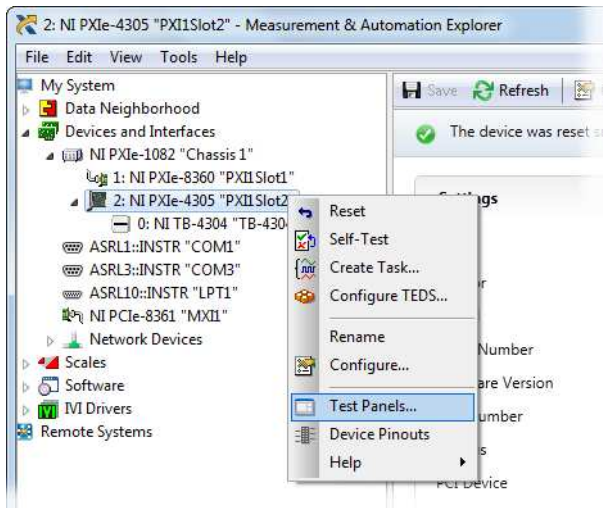 2: NI PXIe-4305 "PXI1Slot2" - Measurement & Automation Explorer
File Edit View Tools Help
My System
Data Neighborhood
Devices and Interfaces
NI PXIe-1082 "Chassis 1"
1: NI PXIe-8360 "PXI1Slot1"
2: NI PXIe-4305 "PXI1Slot2"
0: NI TB-4304 "TB-4304
ASRL1::INSTR "COM1"
ASRL3::INSTR "COM3"
ASRL10::INSTR "LPT1"
NI PCIe-8361 "MXI1"
Network Devices
Scales
Software
IVI Drivers
Remote Systems
Save Refresh
The device was reset s
Reset
Self-Test
Create Task...
Configure TEDS...
Rename
Configure...
Test Panels...
Device Pinouts
Help
gs
or
Number
are Version
umber
s
PCI Device